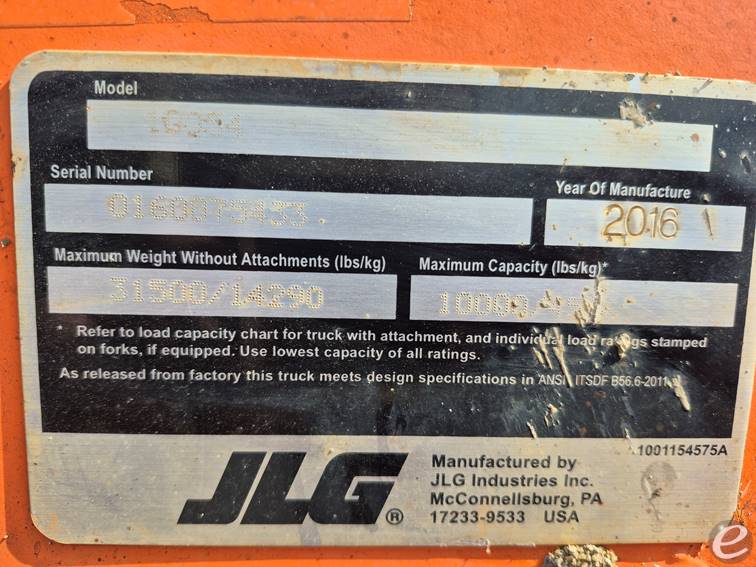 Model
Serial Number
0160075433
Year Of Manufacture
2016
Maximum Weight Without Attachments (lbs/kg)
31500/14290
Maximum Capacity (lbs/kg)*
* Refer to load capacity chart for truck with attachment, and individual load ratings stamped
on forks, if equipped. Use lowest capacity of all ratings.
As released from factory this truck meets design specifications in ANSI ITSDF B56.6-2011
1001154575A
JLG®
Manufactured by
JLG Industries Inc.
McConnellsburg, PA
17233-9533 USA
e